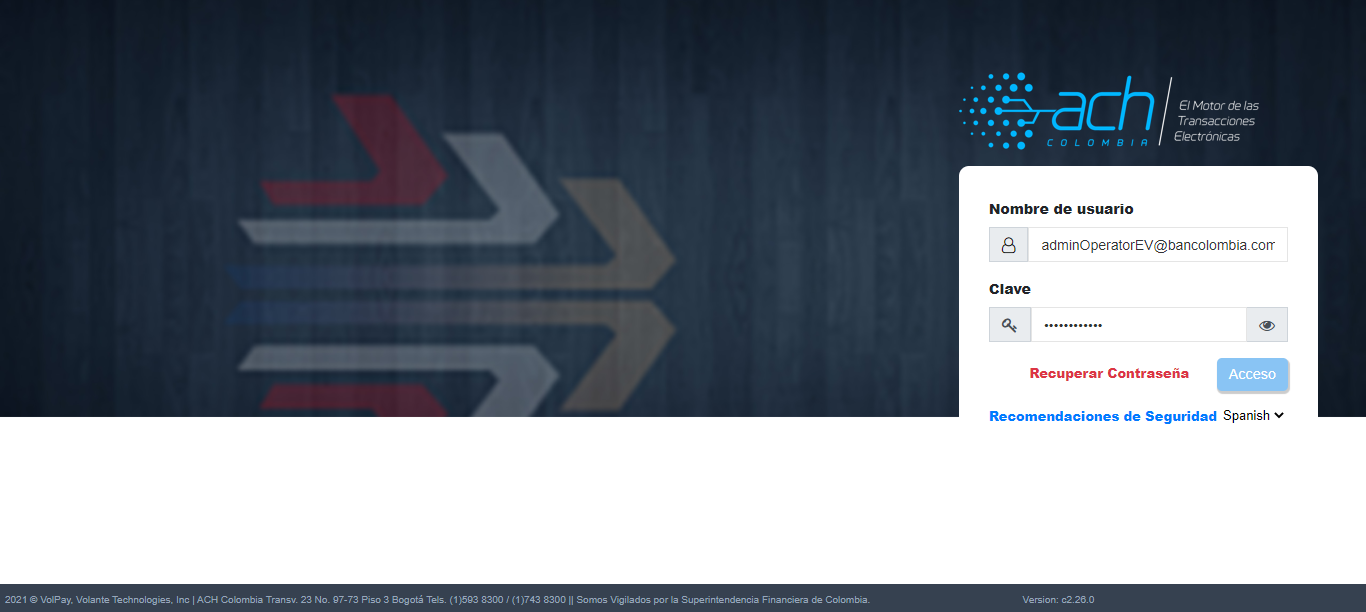 ach
COLOMBIA
El Motor de las
Transacciones
Electrónicas
Nombre de usuario
adminOperatorEV@bancolombia.com
Clave
••••••••••••
Recuperar Contraseña
Acceso
Recomendaciones de Seguridad Spanish
2021 © VolPay, Volante Technologies, Inc | ACH Colombia Transv. 23 No. 97-73 Piso 3 Bogotá Tels. (1)593 8300 / (1)743 8300 || Somos Vigilados por la Superintendencia Financiera de Colombia. Version: c2.26.0